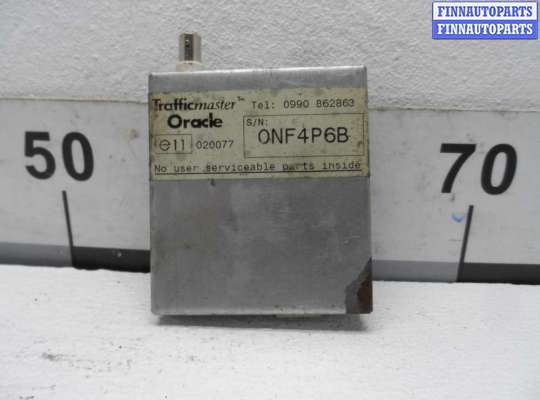 FINNAUTOPARTS
FINNAUTOPARTS
Trafficmaster™ Tel: 0990 862863
Oracle S/N:
0NF4P6B
e11 020077
No user serviceable parts inside
50
70